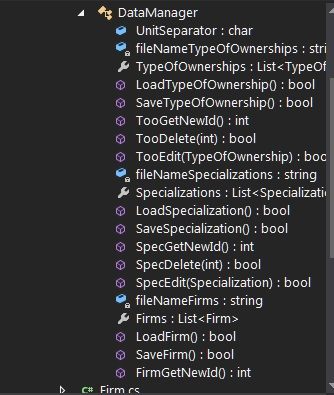 DataManager
UnitSeparator : char
fileNameTypeOfOwnerships : stri
TypeOfOwnerships : List<TypeOf
LoadTypeOfOwnership() : bool
SaveTypeOfOwnership() : bool
TooGetNewId() : int
TooDelete(int) : bool
TooEdit(TypeOfOwnership) : boo
fileNameSpecializations : string
Specializations : List<Specializatio
LoadSpecialization() : bool
SaveSpecialization() : bool
SpecGetNewId() : int
SpecDelete(int) : bool
SpecEdit(Specialization) : bool
fileNameFirms : string
Firms : List<Firm>
LoadFirm() : bool
SaveFirm() : bool
FirmGetNewId() : int
C# Firm.cs